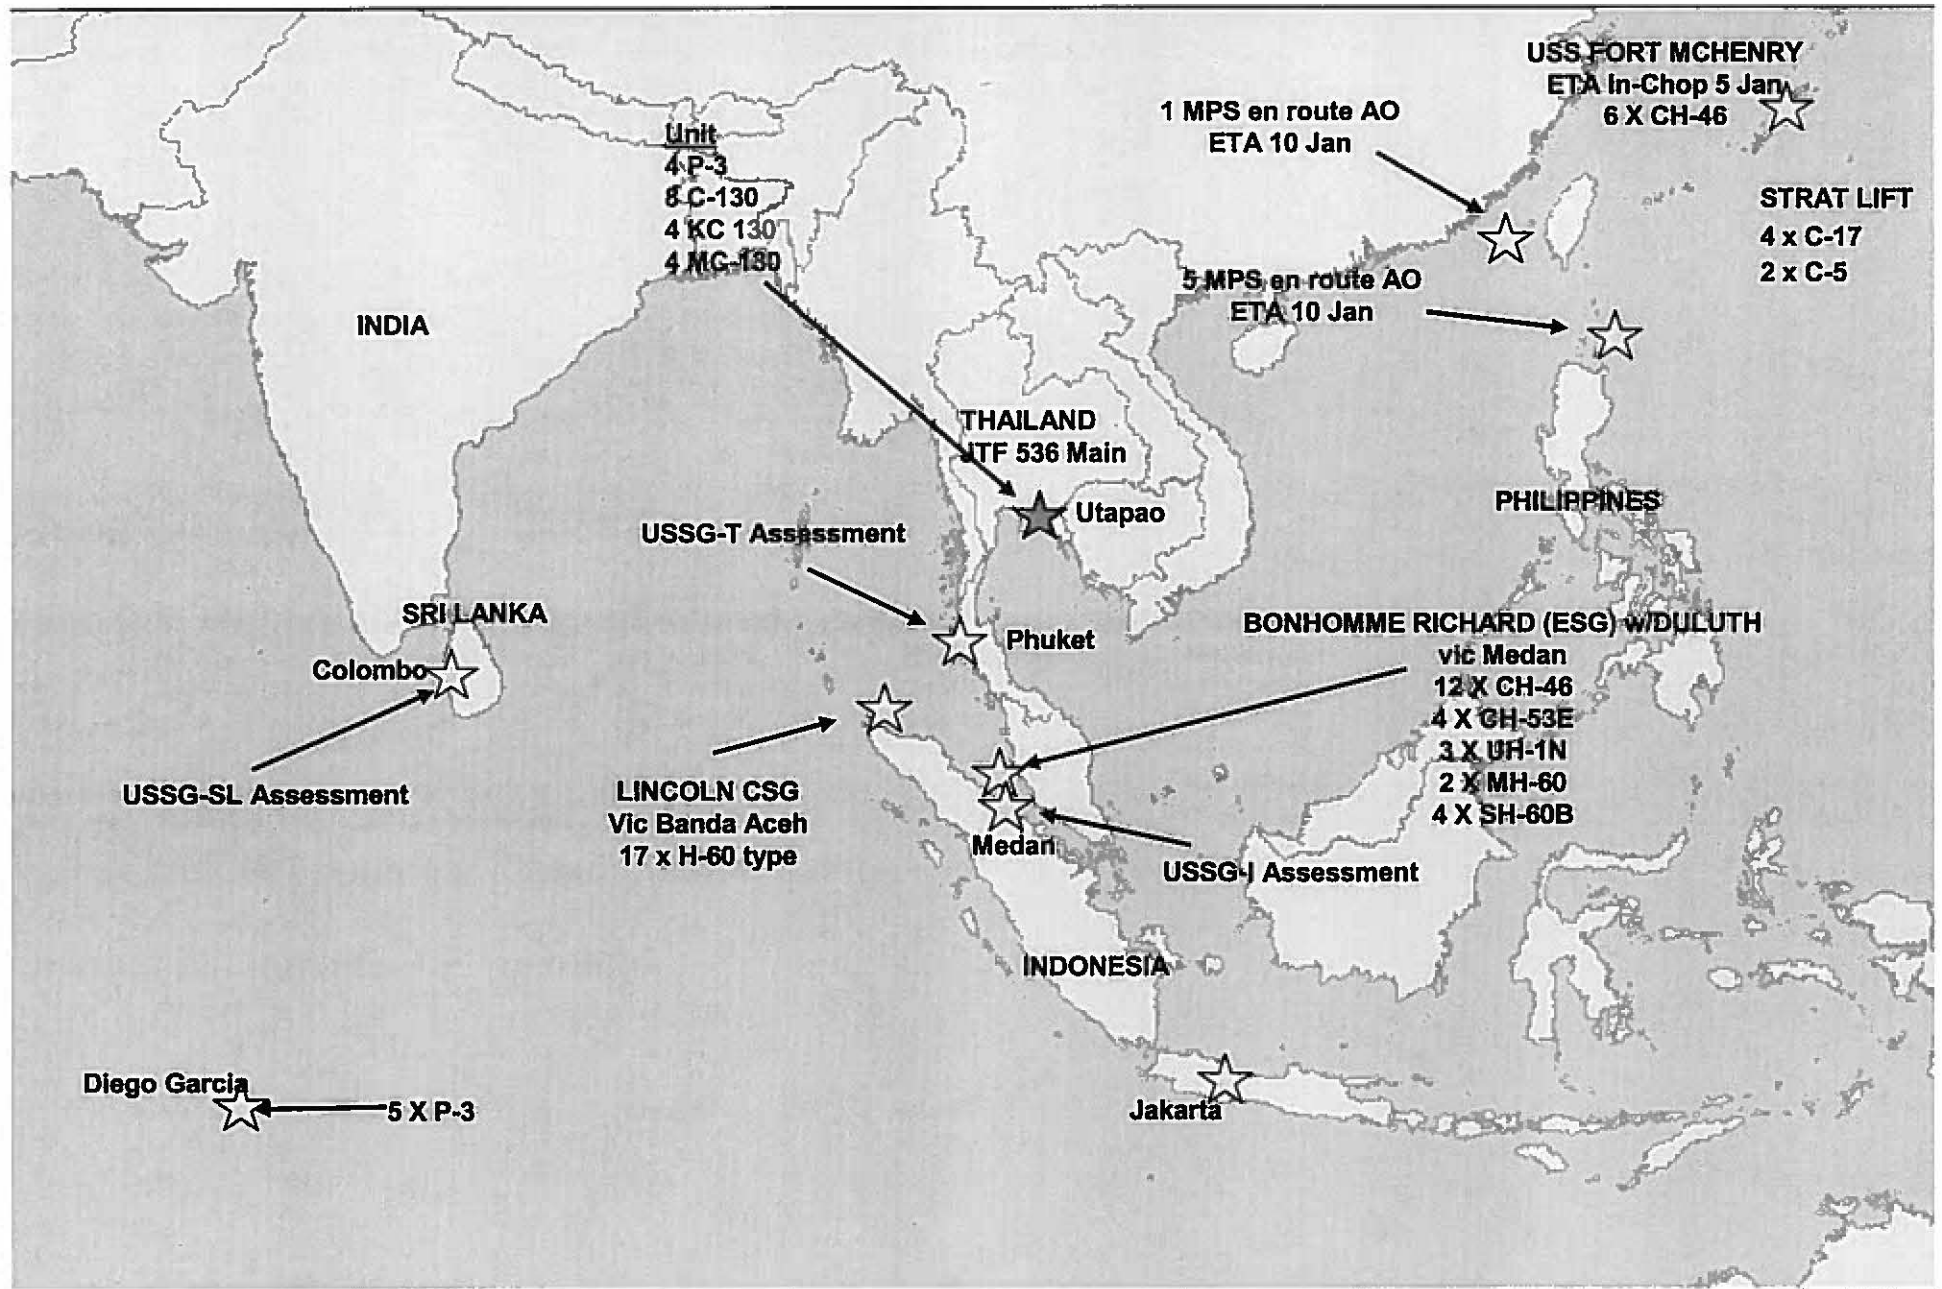 USS FORT MCHENRY
ETA In-Chop 5 Jan
6 X CH-46
1 MPS en route AO
ETA 10 Jan
Unit
4 P-3
8 C-130
4 KC 130
4 MC-130
STRAT LIFT
4 x C-17
2 x C-5
5 MPS en route AO
ETA 10 Jan
INDIA
THAILAND
JTF 536 Main
Utapao
PHILIPPINES
USSG-T Assessment
SRI LANKA
Colombo
Phuket
BONHOMME RICHARD (ESG) w/DULUTH
vic Medan
12 X CH-46
4 X CH-53E
3 X UH-1N
2 X MH-60
4 X SH-60B
USSG-SL Assessment
LINCOLN CSG
Vic Banda Aceh
17 x H-60 type
Medan
USSG-I Assessment
INDONESIA
Diego Garcia
5 X P-3
Jakarta